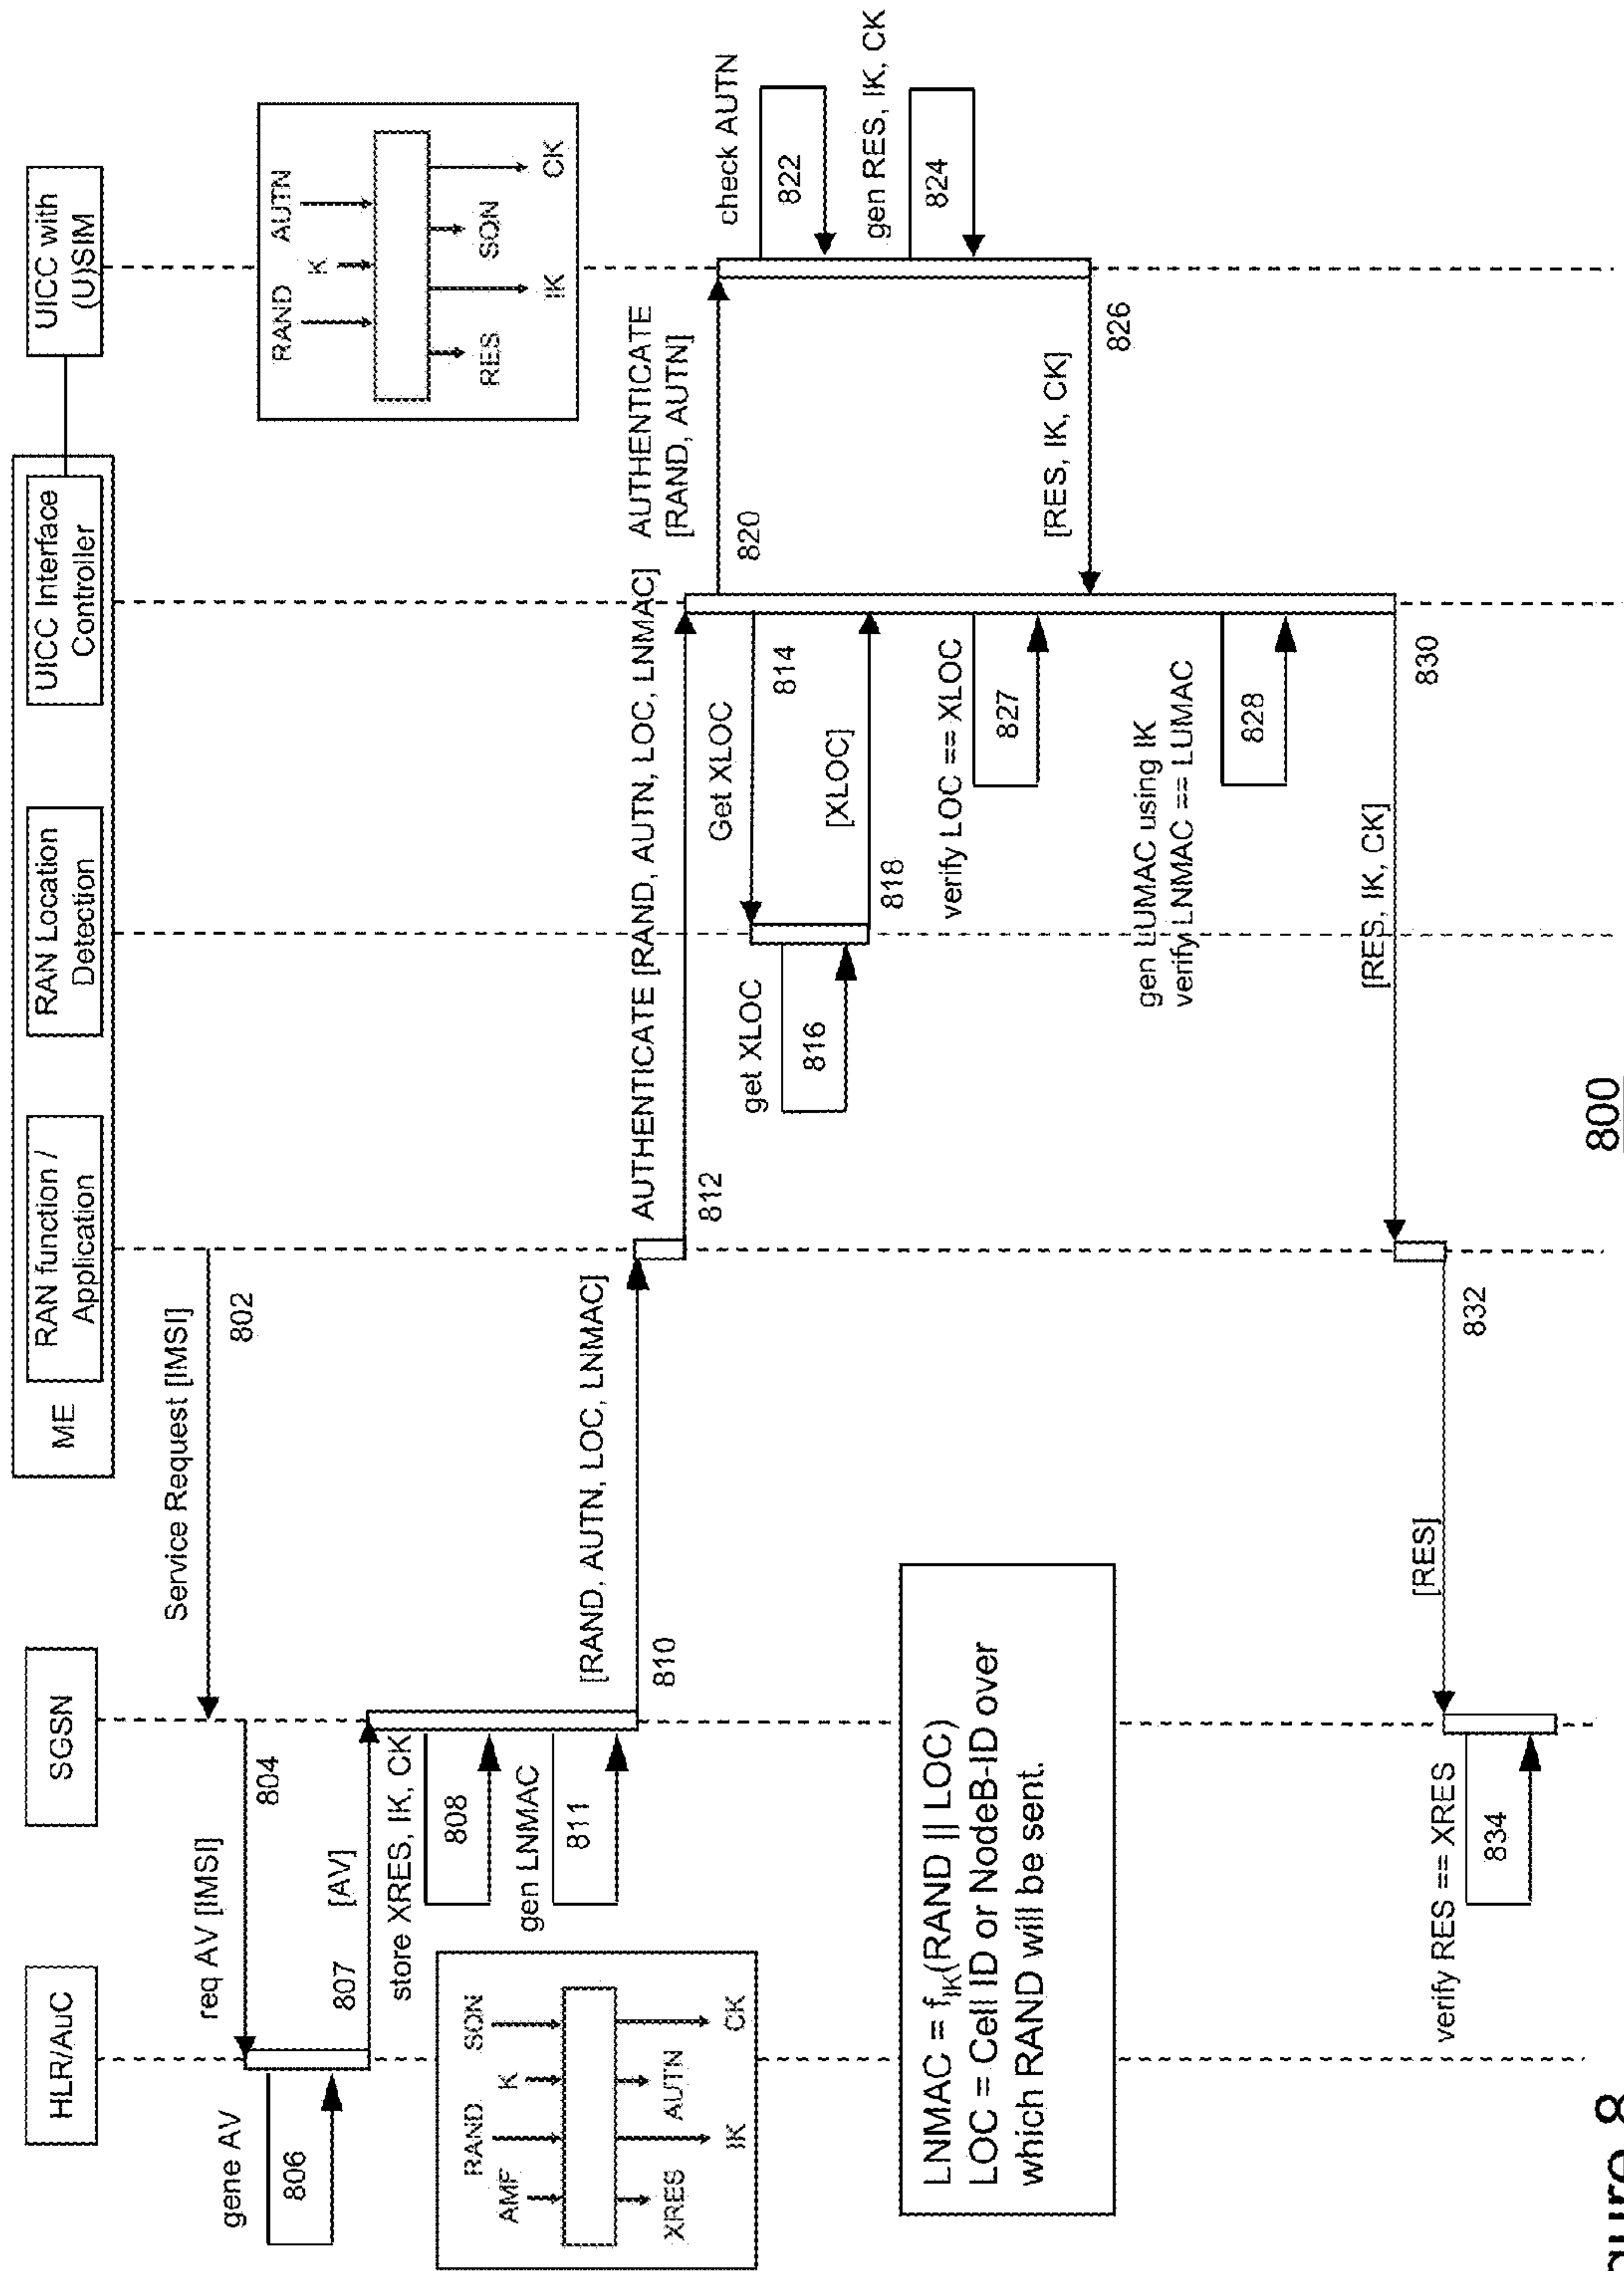 HLR/AuC
SGSN
ME
RAN function /
Application
RAN Location
Detection
UICC Interface
Controller
UICC with
(U)SIM
Service Request [IMSI]
802
req AV [IMSI]
804
gene AV
806
[AV]
807
store XRES, IK, CK
808
gen LNMAC
811
AMF
RAND
K
SQN
XRES
IK
AUTN
CK
RAND
K
AUTN
RES
IK
SQN
CK
[RAND, AUTN, LOC, LNMAC]
810
AUTHENTICATE [RAND, AUTN, LOC, LNMAC]
812
AUTHENTICATE
[RAND, AUTN]
820
Get XLOC
814
get XLOC
816
[XLOC]
818
check AUTN
822
gen RES, IK, CK
824
[RES, IK, CK]
826
verify LOC == XLOC
827
gen LUMAC using IK
verify LNMAC == LUMAC
828
LNMAC = fIK(RAND || LOC)
LOC = Cell ID or NodeB-ID over
which RAND will be sent.
[RES, IK, CK]
830
[RES]
832
verify RES == XRES
834
800